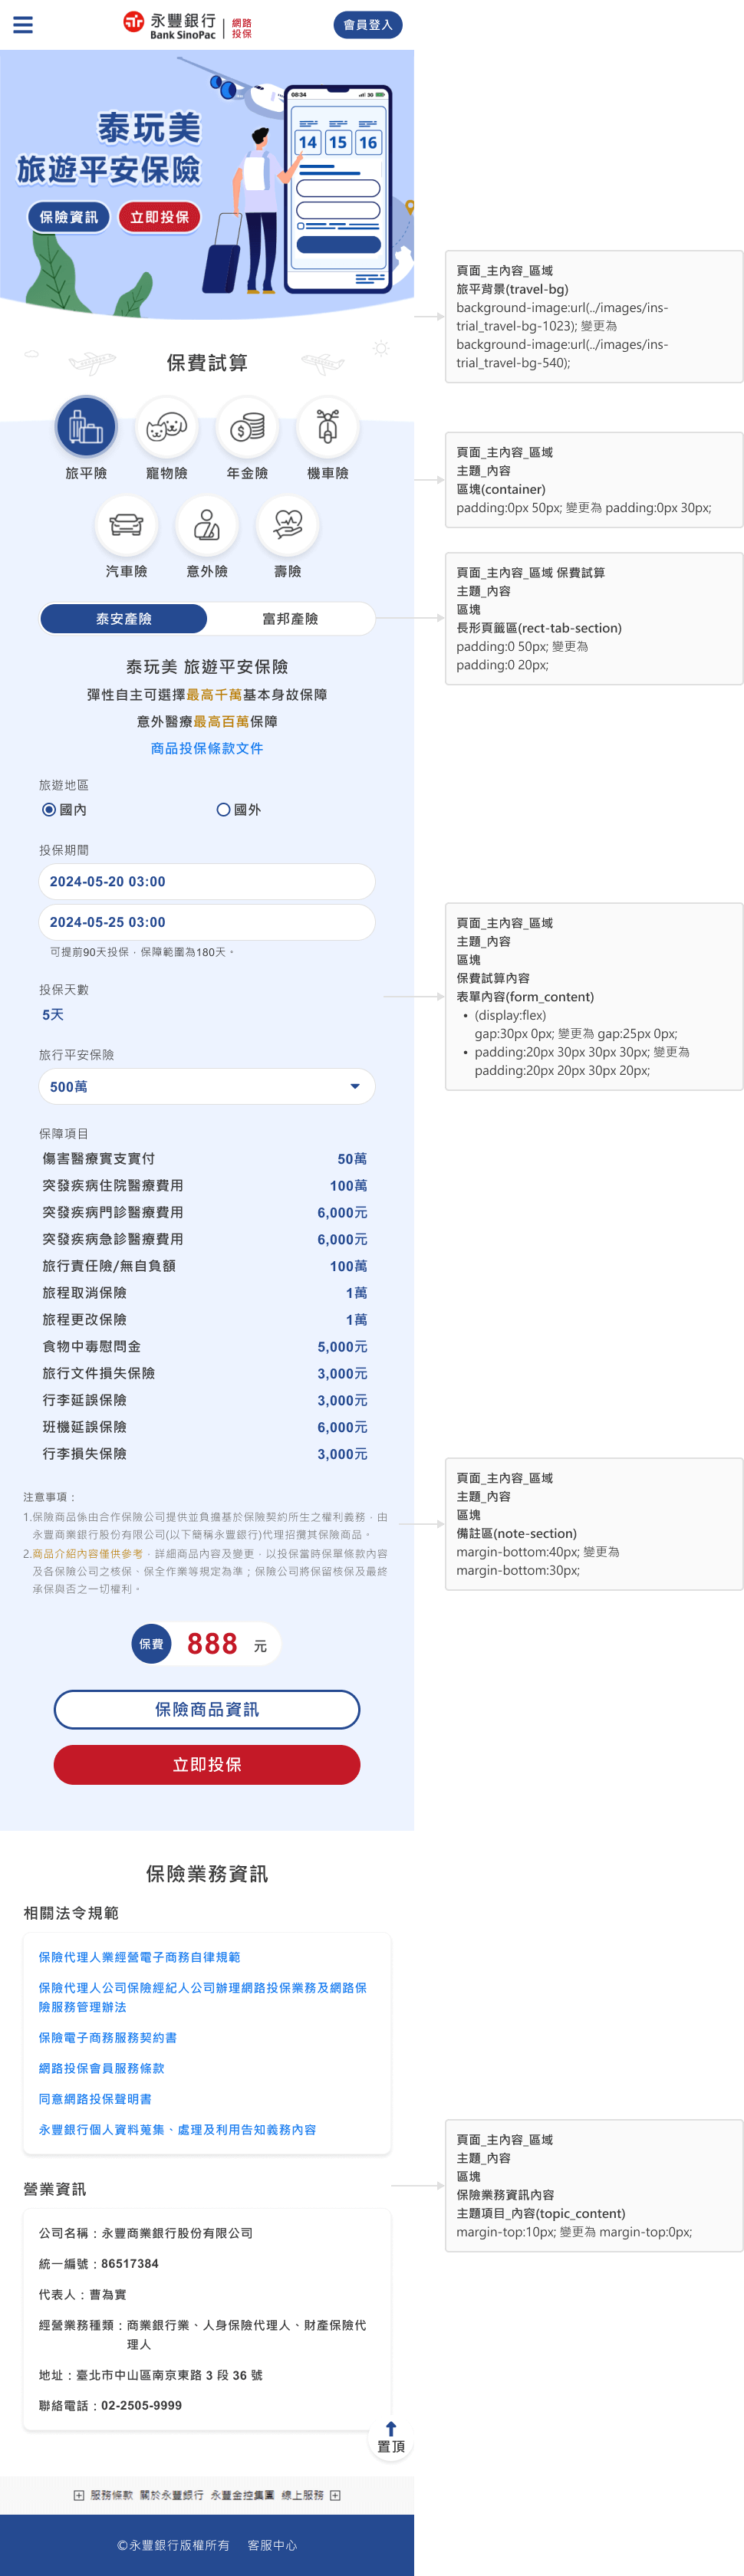 永豐銀行
Bank SinoPac
網路
投保
會員登入
08:34
3G
泰玩美
旅遊平安保險
14 15 16
保險資訊
立即投保
頁面_主內容_區域
旅平背景(travel-bg)
background-image:url(../images/ins-
trial_travel-bg-1023); 變更為
background-image:url(../images/ins-
trial_travel-bg-540);
保費試算
旅平險
寵物險
年金險
機車險
頁面_主內容_區域
主題_內容
區塊(container)
padding:0px 50px; 變更為 padding:0px 30px;
汽車險
意外險
壽險
泰安產險
富邦產險
頁面_主內容_區域 保費試算
主題_內容
區塊
長形頁籤區(rect-tab-section)
padding:0 50px; 變更為
padding:0 20px;
泰玩美 旅遊平安保險
彈性自主可選擇最高千萬基本身故保障
意外醫療最高百萬保障
商品投保條款文件
旅遊地區
國內
國外
投保期間
2024-05-20 03:00
2024-05-25 03:00
可提前90天投保，保障範圍為180天。
投保天數
5天
頁面_主內容_區域
主題_內容
區塊
保費試算內容
表單內容(form_content)
• (display:flex)
gap:30px 0px; 變更為 gap:25px 0px;
• padding:20px 30px 30px 30px; 變更為
padding:20px 20px 30px 20px;
旅行平安保險
500萬
保障項目
傷害醫療實支實付 50萬
突發疾病住院醫療費用 100萬
突發疾病門診醫療費用 6,000元
突發疾病急診醫療費用 6,000元
旅行責任險/無自負額 100萬
旅程取消保險 1萬
旅程更改保險 1萬
食物中毒慰問金 5,000元
旅行文件損失保險 3,000元
行李延誤保險 3,000元
班機延誤保險 6,000元
行李損失保險 3,000元
注意事項：
1.保險商品係由合作保險公司提供並負擔基於保險契約所生之權利義務，由
永豐商業銀行股份有限公司(以下簡稱永豐銀行)代理招攬其保險商品。
2.商品介紹內容僅供參考，詳細商品內容及變更，以投保當時保單條款內容
及各保險公司之核保、保全作業等規定為準；保險公司將保留核保及最終
承保與否之一切權利。
頁面_主內容_區域
主題_內容
區塊
備註區(note-section)
margin-bottom:40px; 變更為
margin-bottom:30px;
保費 888 元
保險商品資訊
立即投保
保險業務資訊
相關法令規範
保險代理人業經營電子商務自律規範
保險代理人公司保險經紀人公司辦理網路投保業務及網路保
險服務管理辦法
保險電子商務服務契約書
網路投保會員服務條款
同意網路投保聲明書
永豐銀行個人資料蒐集、處理及利用告知義務內容
頁面_主內容_區域
主題_內容
區塊
保險業務資訊內容
主題項目_內容(topic_content)
margin-top:10px; 變更為 margin-top:0px;
營業資訊
公司名稱：永豐商業銀行股份有限公司
統一編號：86517384
代表人：曹為實
經營業務種類：商業銀行業、人身保險代理人、財產保險代
理人
地址：臺北市中山區南京東路 3 段 36 號
聯絡電話：02-2505-9999
置頂
服務條款 關於永豐銀行 永豐金控集團 線上服務
©永豐銀行版權所有 客服中心